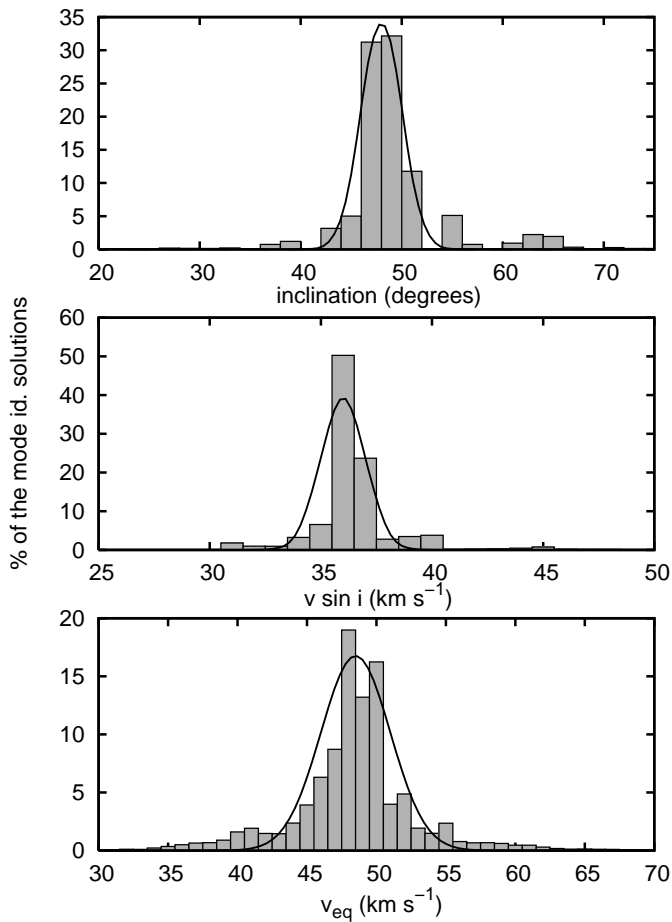 35
30
25
20
15
10
5
0
20 30 40 50 60 70
inclination (degrees)
% of the mode id. solutions
60
50
40
30
20
10
0
25 30 35 40 45 50
v sin i (km s⁻¹)
20
15
10
5
0
30 35 40 45 50 55 60 65 70
v_eq (km s⁻¹)